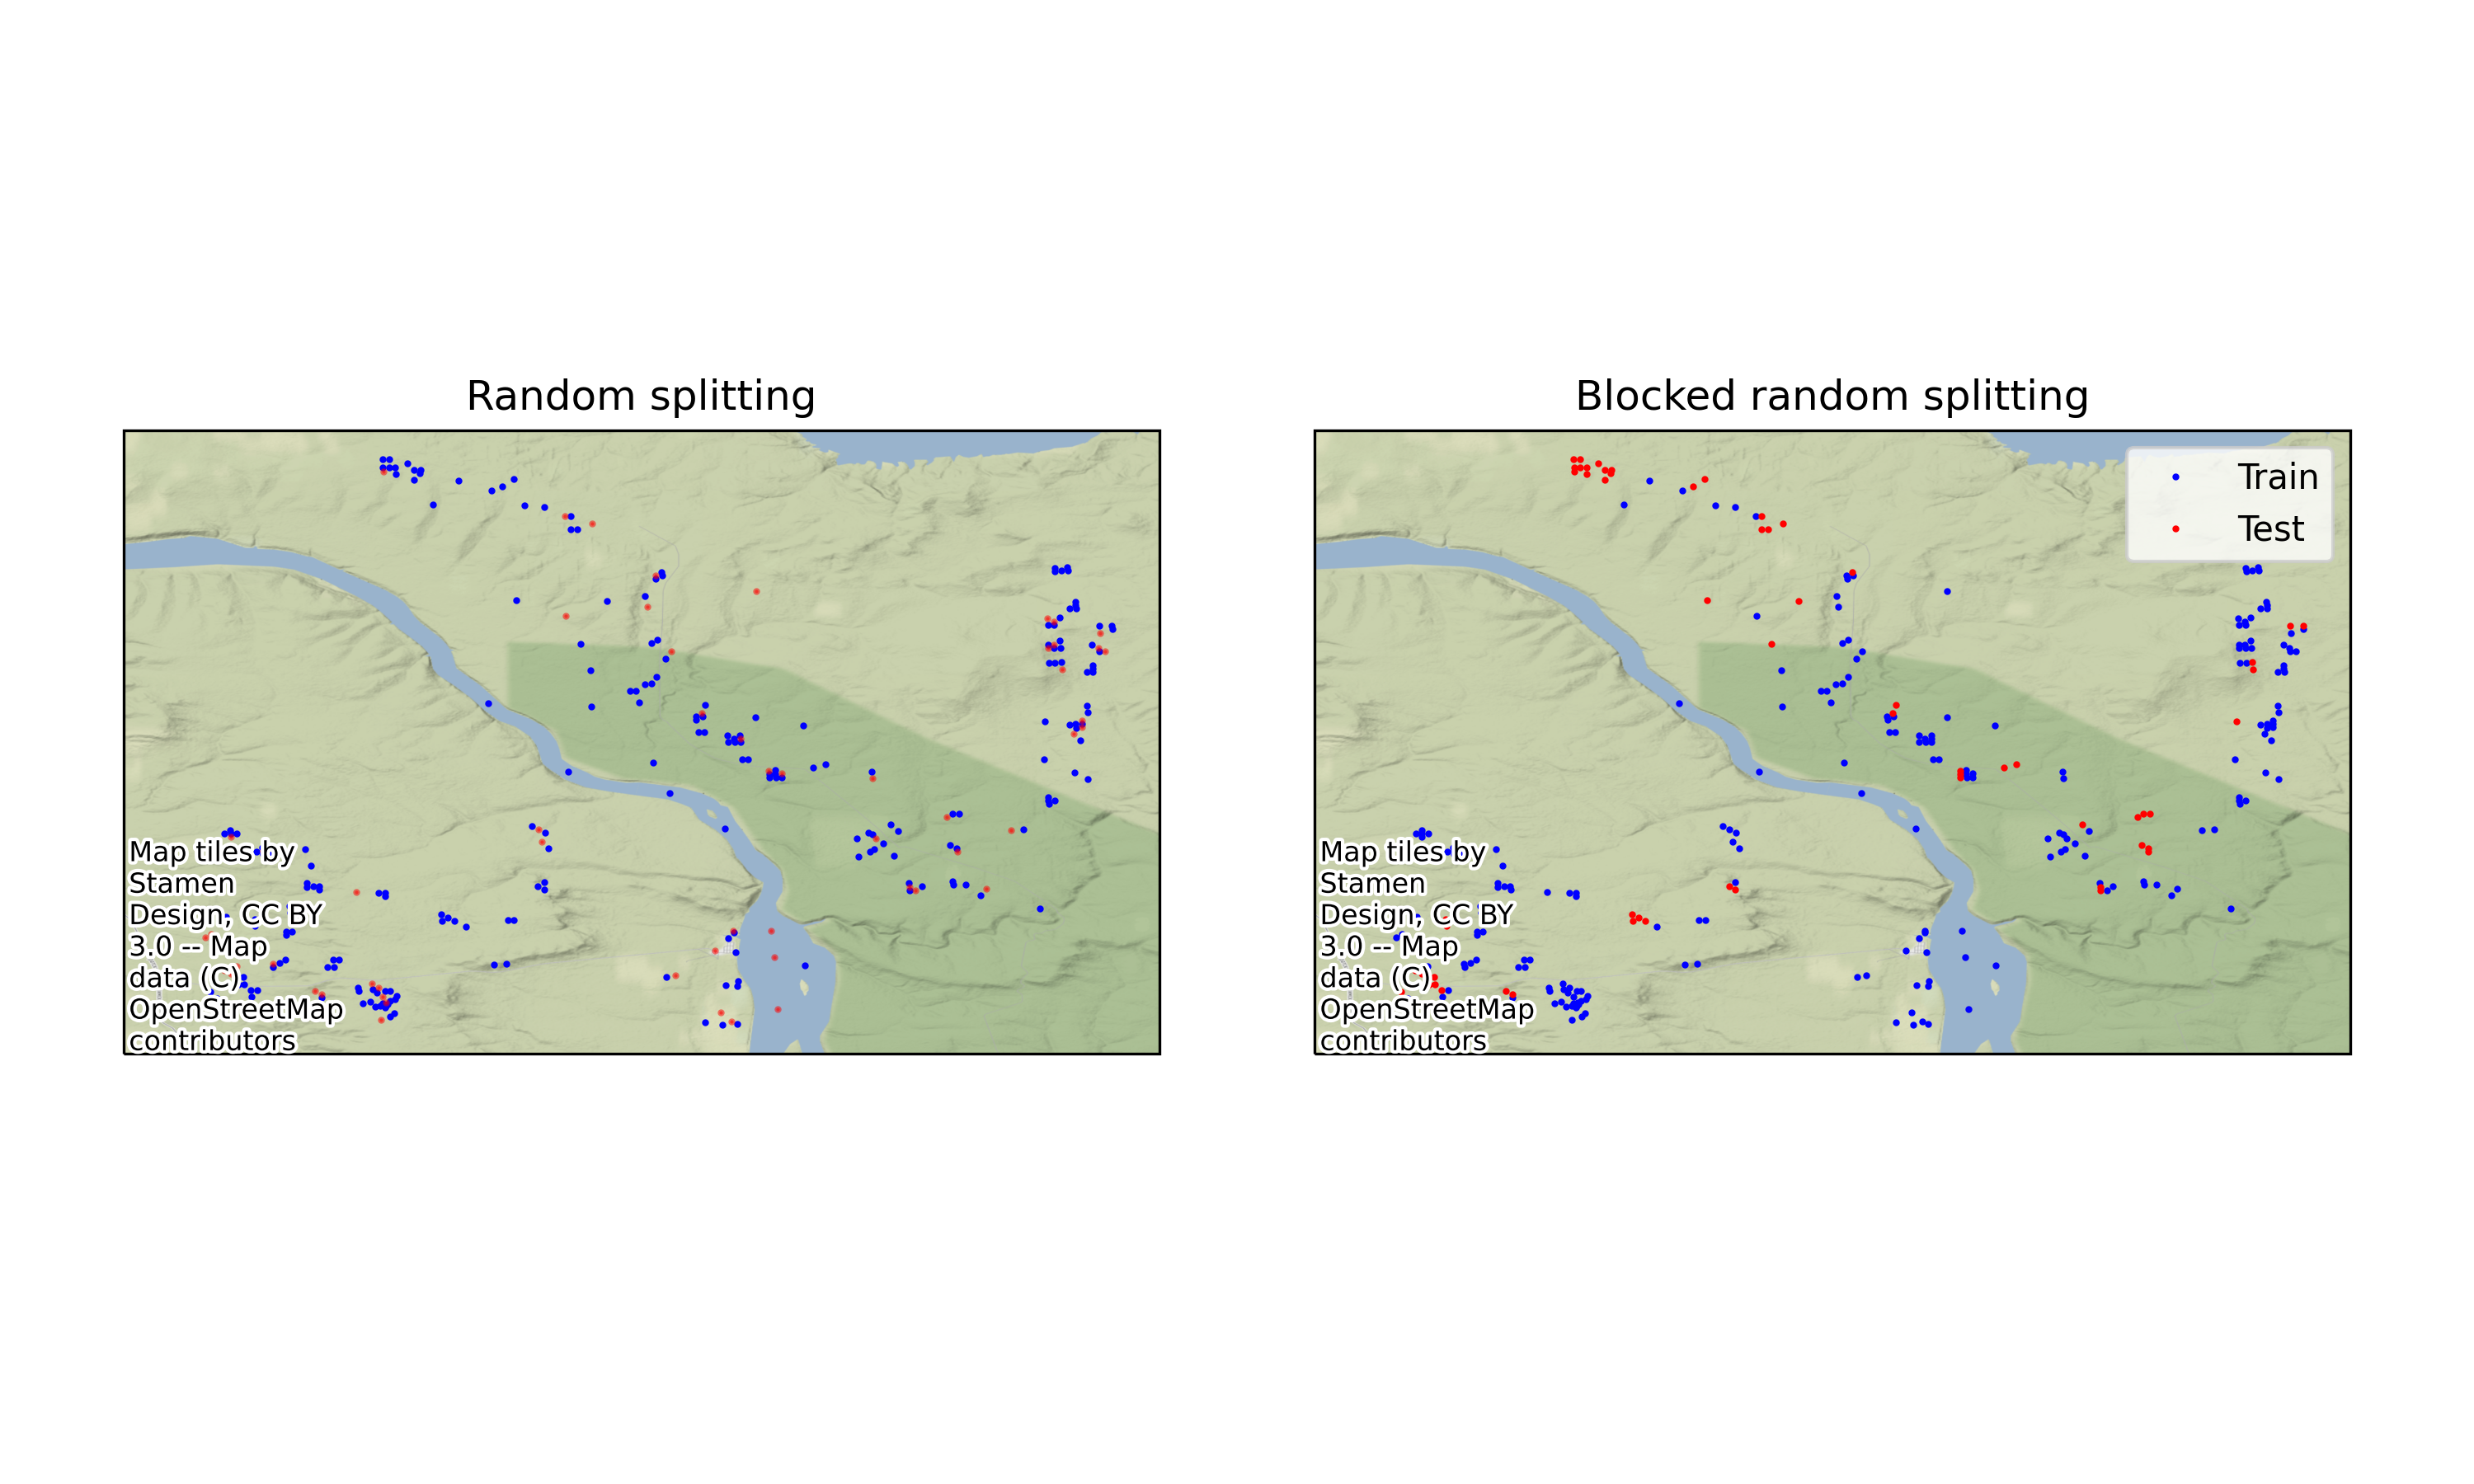 Random splitting
Map tiles by
Stamen
Design, CC BY
3.0 -- Map
data (C)
OpenStreetMap
contributors
Blocked random splitting
Train
Test
Map tiles by
Stamen
Design, CC BY
3.0 -- Map
data (C)
OpenStreetMap
contributors